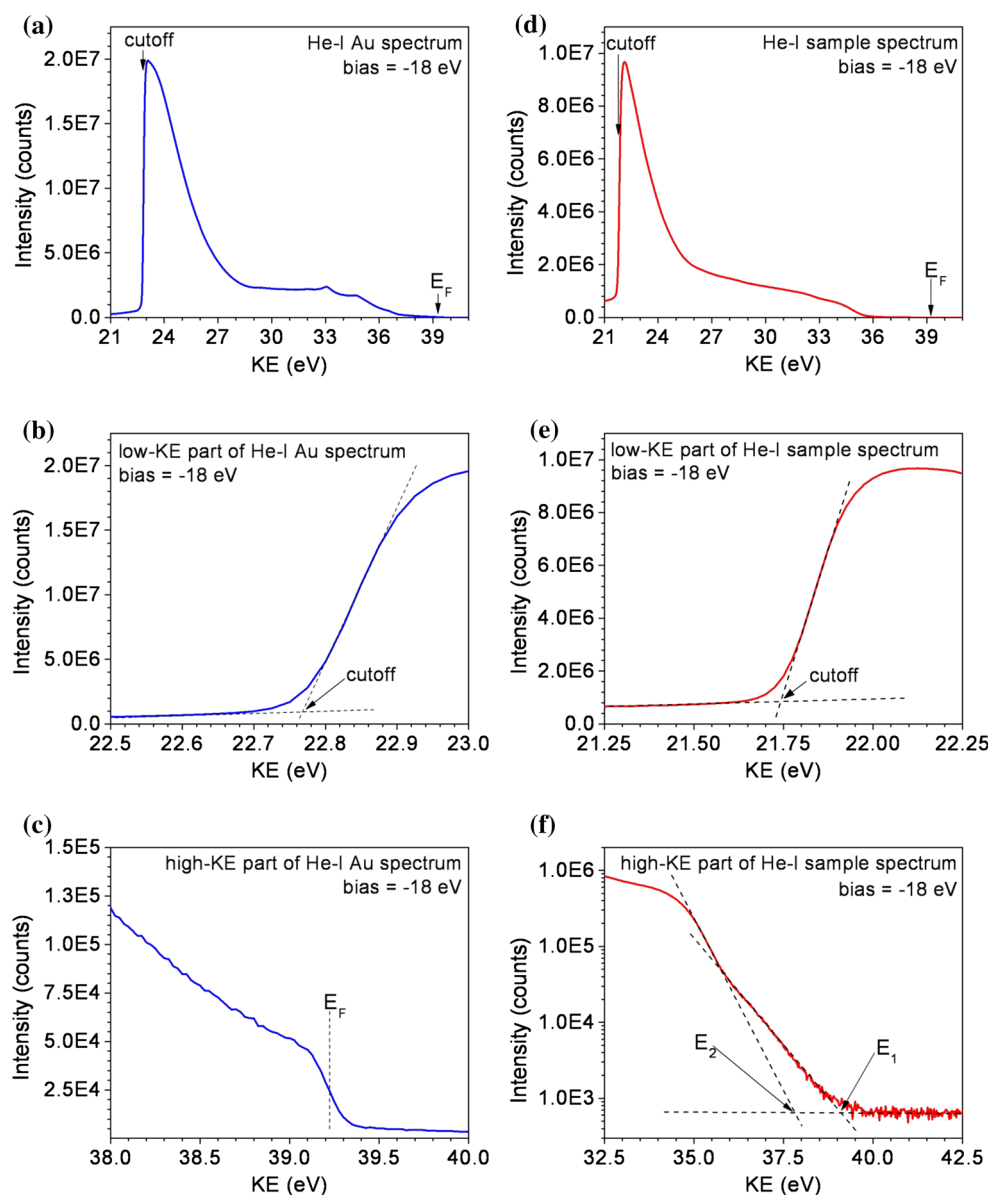 (a)
cutoff
He-I Au spectrum
bias = -18 eV
E_F
2.0E7
1.5E7
1.0E7
5.0E6
0.0
Intensity (counts)
21 24 27 30 33 36 39
KE (eV)
(d)
cutoff
He-I sample spectrum
bias = -18 eV
E_F
1.0E7
8.0E6
6.0E6
4.0E6
2.0E6
0.0
Intensity (counts)
21 24 27 30 33 36 39
KE (eV)
(b)
low-KE part of He-I Au spectrum
bias = -18 eV
cutoff
2.0E7
1.5E7
1.0E7
5.0E6
0.0
Intensity (counts)
22.5 22.6 22.7 22.8 22.9 23.0
KE (eV)
(e)
low-KE part of He-I sample spectrum
bias = -18 eV
cutoff
1.0E7
8.0E6
6.0E6
4.0E6
2.0E6
0.0
Intensity (counts)
21.25 21.50 21.75 22.00 22.25
KE (eV)
(c)
high-KE part of He-I Au spectrum
bias = -18 eV
E_F
1.5E5
1.3E5
1.0E5
7.5E4
5.0E4
2.5E4
Intensity (counts)
38.0 38.5 39.0 39.5 40.0
KE (eV)
(f)
high-KE part of He-I sample spectrum
bias = -18 eV
E_2
E_1
1.0E6
1.0E5
1.0E4
1.0E3
Intensity (counts)
32.5 35.0 37.5 40.0 42.5
KE (eV)